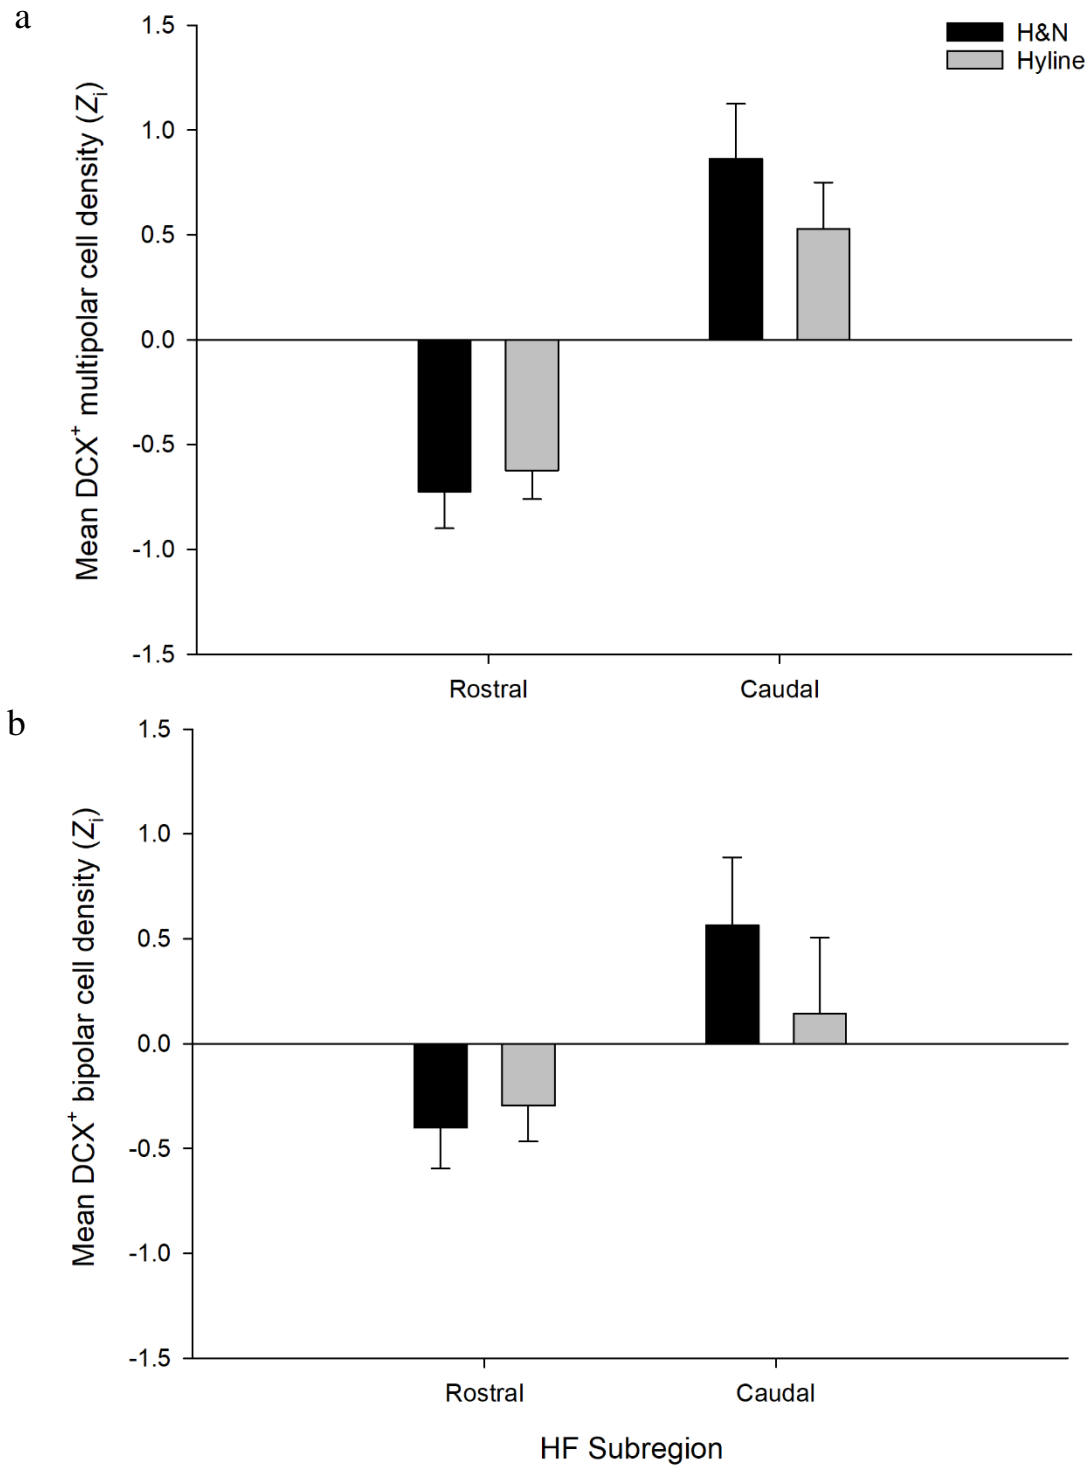 a
H&N
Hyline
Mean DCX+ multipolar cell density (Zi)
1.5
1.0
0.5
0.0
-0.5
-1.0
-1.5
Rostral
Caudal
b
Mean DCX+ bipolar cell density (Zi)
1.5
1.0
0.5
0.0
-0.5
-1.0
-1.5
Rostral
Caudal
HF Subregion